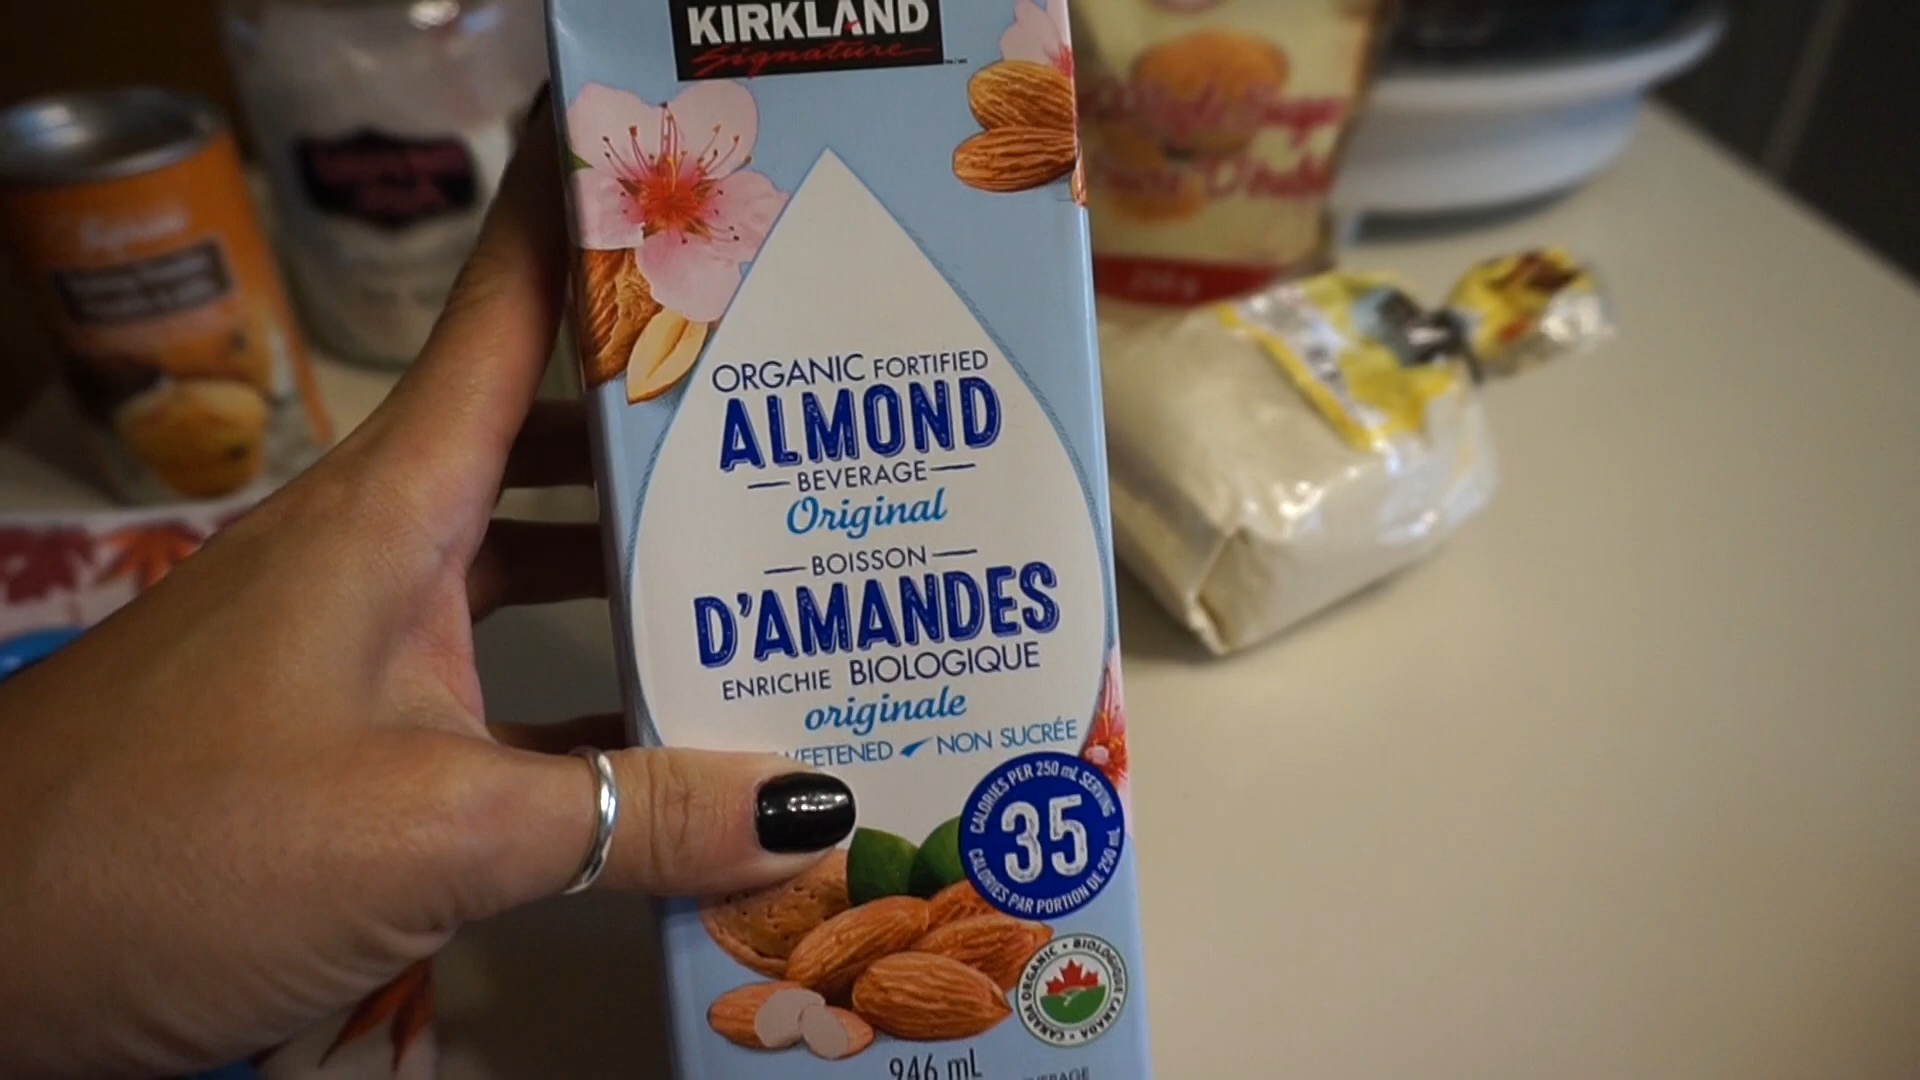 KIRKLAND
Signature
ORGANIC FORTIFIED
ALMOND
BEVERAGE
Original
BOISSON
D'AMANDES
ENRICHIE BIOLOGIQUE
originale
WEETENED NON SUCRÉE
CALORIES PER 250 mL SERVING
35
CALORIES PAR PORTION DE 250 mL
CANADA ORGANIC • BIOLOGIQUE CANADA •
946 mL